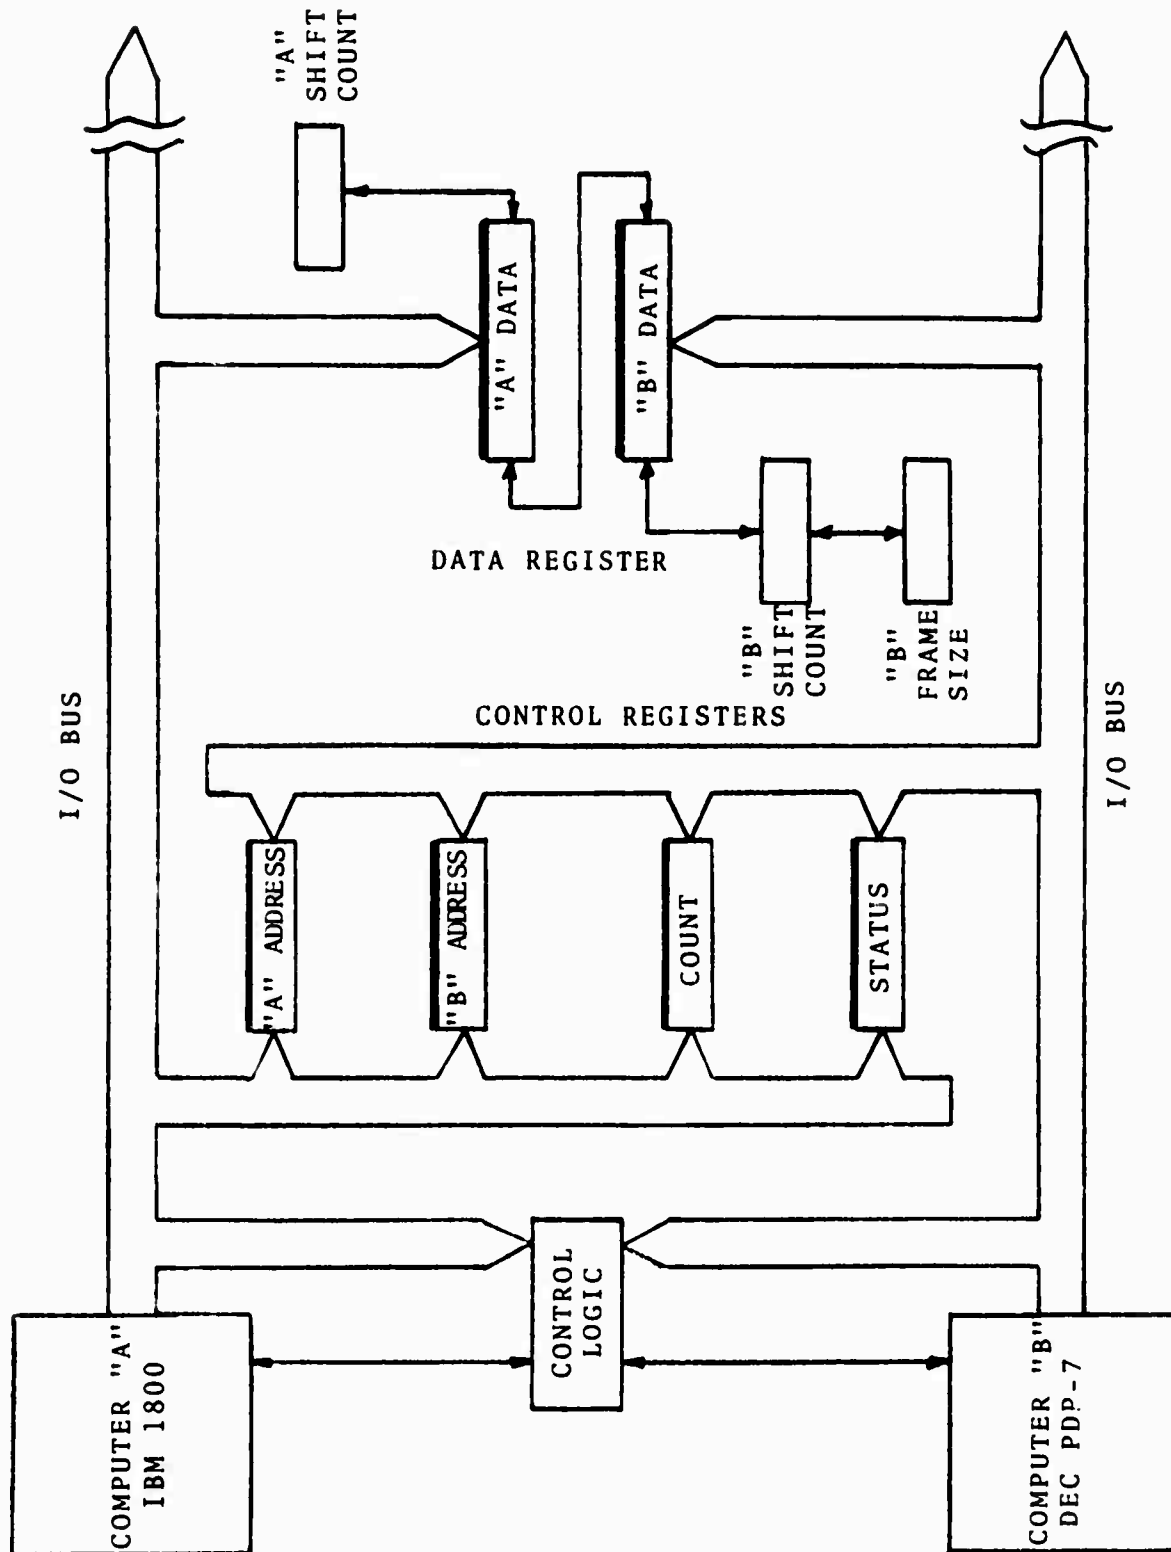 COMPUTER "A"
IBM 1800
I/O BUS
"A"
SHIFT
COUNT
"A" DATA
"B" DATA
DATA REGISTER
"B"
SHIFT
COUNT
"B"
FRAME
SIZE
CONTROL REGISTERS
"A" ADDRESS
"B" ADDRESS
COUNT
STATUS
CONTROL
LOGIC
COMPUTER "B"
DEC PDP-7
I/O BUS